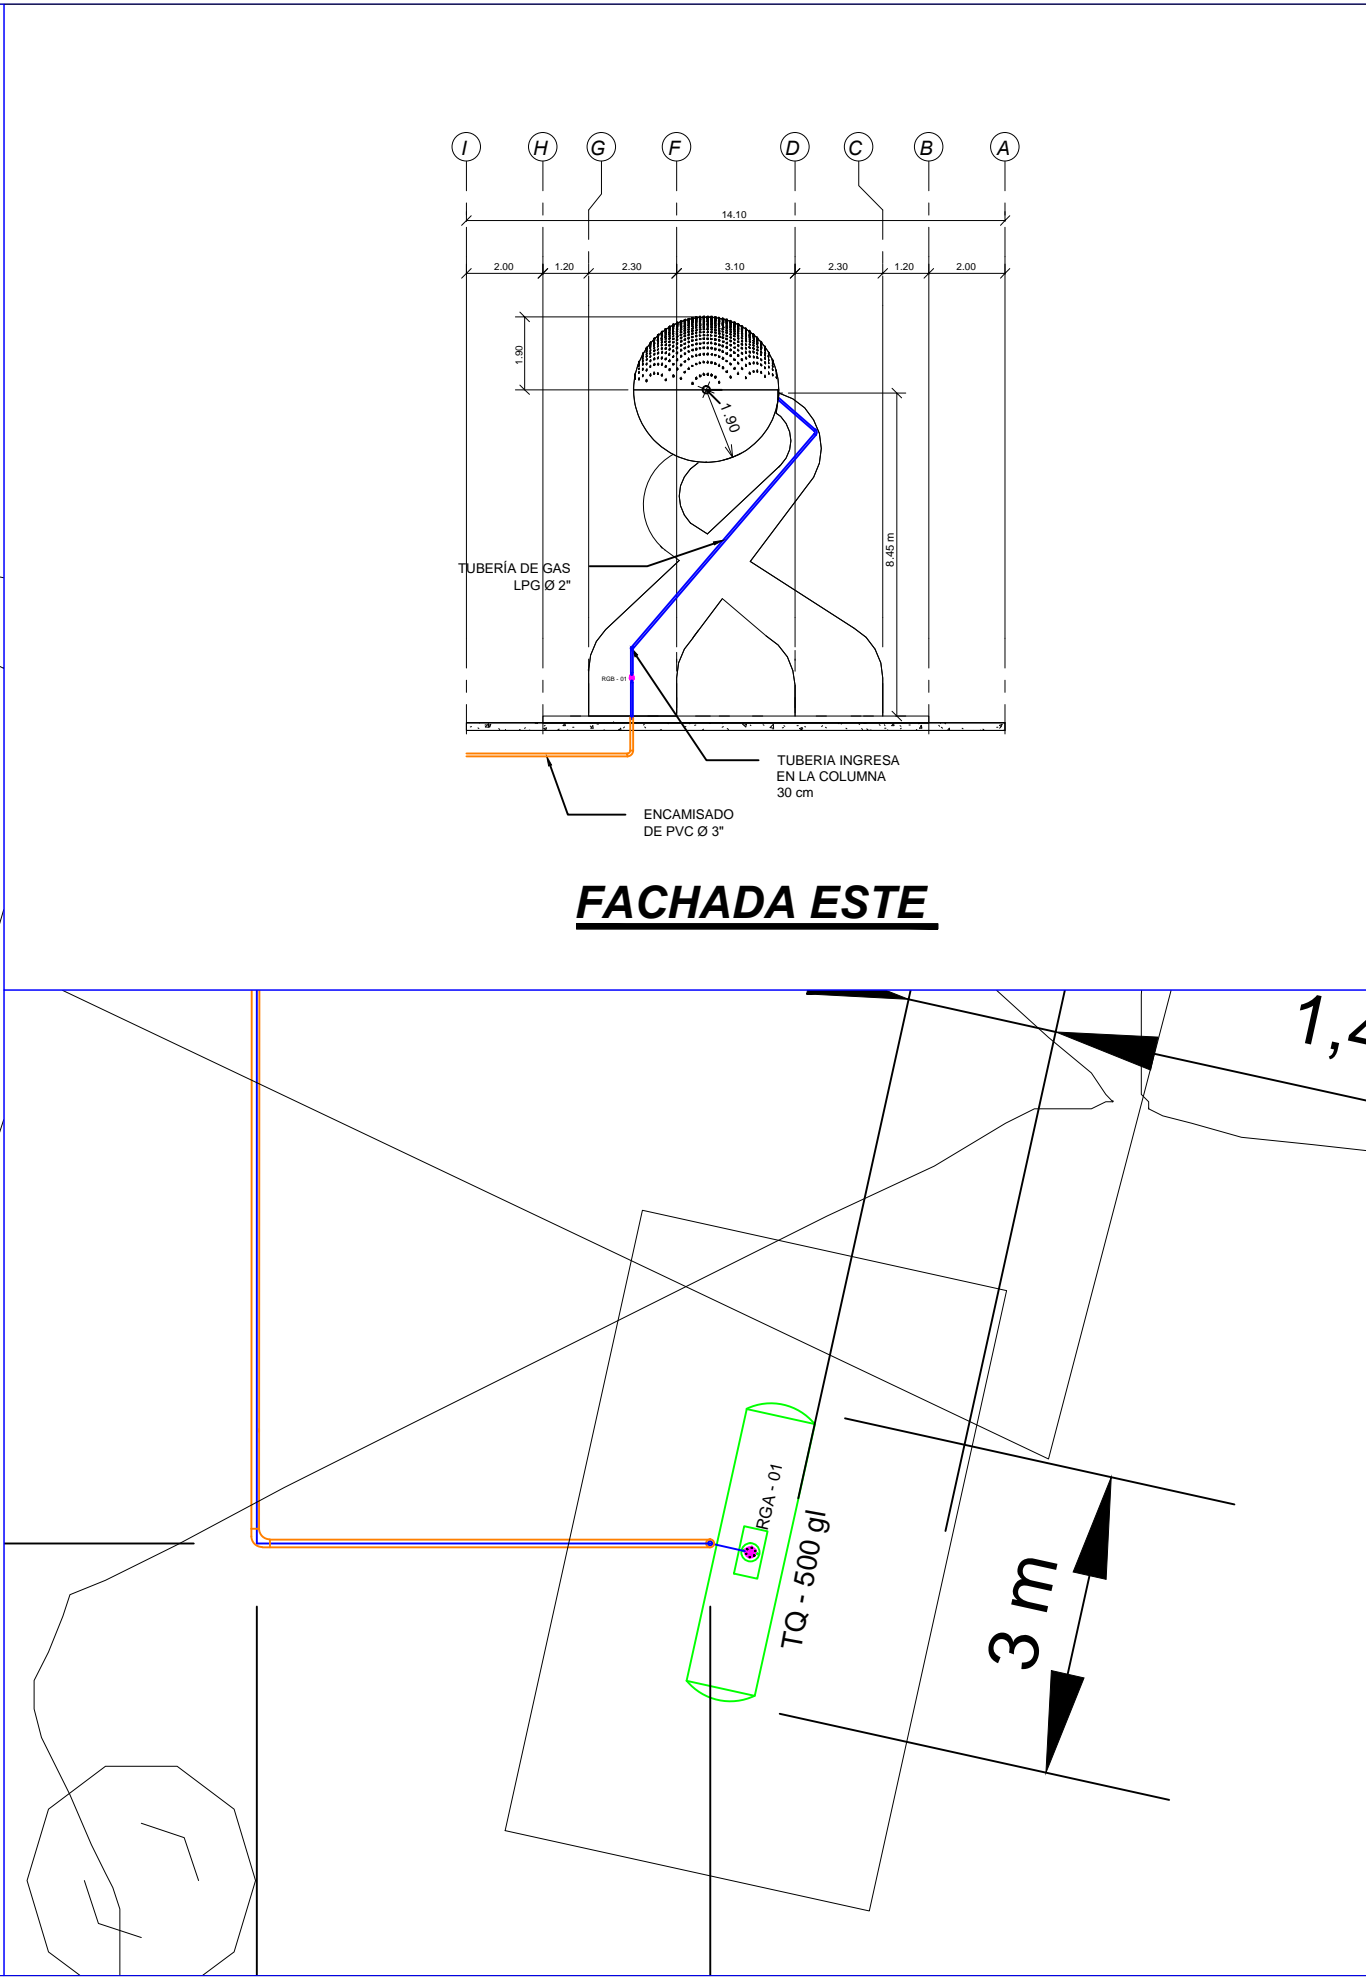 I H G F D C B A
14.10
2.00 1.20 2.30 3.10 2.30 1.20 2.00
1.90
1.90
8.45 m
TUBERÍA DE GAS
LPG Ø 2"
RGB - 01
TUBERIA INGRESA
EN LA COLUMNA
30 cm
ENCAMISADO
DE PVC Ø 3"
FACHADA ESTE
RGA - 01
TQ - 500 gl
3 m